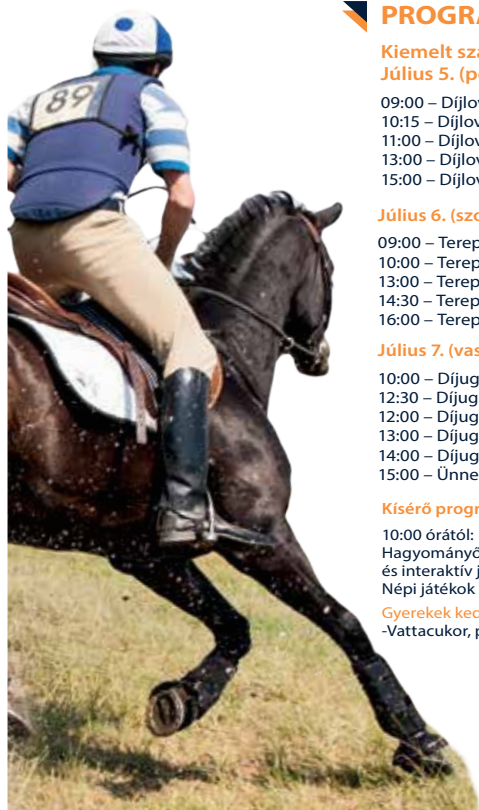 89
PROGRA
Kiemelt szá
Július 5. (pé
09:00 – Díjlov
10:15 – Díjlov
11:00 – Díjlov
13:00 – Díjlov
15:00 – Díjlov
Július 6. (szo
09:00 – Terep
10:00 – Terep
13:00 – Terep
14:30 – Terep
16:00 – Terep
Július 7. (vas
10:00 – Díjug
12:30 – Díjug
12:00 – Díjug
13:00 – Díjug
14:00 – Díjug
15:00 – Ünne
Kísérő progr
10:00 órától:
Hagyományő
és interaktív j
Népi játékok
Gyerekek ked
-Vattacukor, p